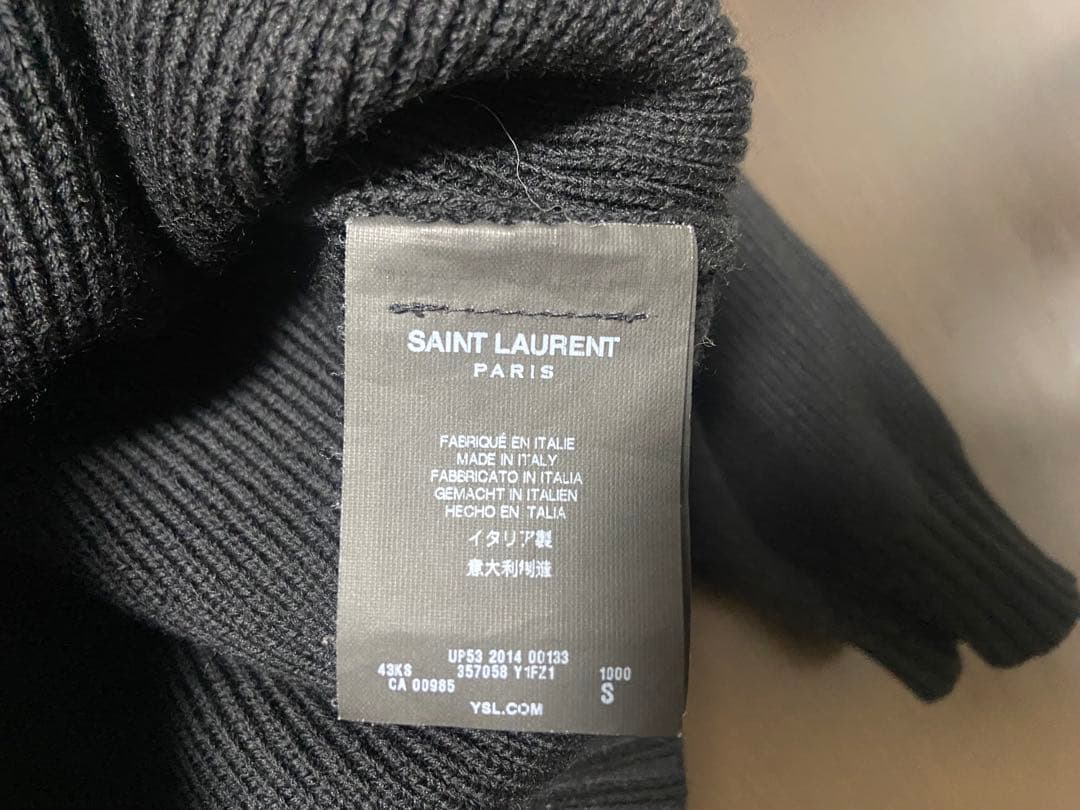 SAINT LAURENT
PARIS
FABRIQUÉ EN ITALIE
MADE IN ITALY
FABBRICATO IN ITALIA
GEMACHT IN ITALIEN
HECHO EN TALIA
イタリア製
意大利制造
UP53 2014 00133
43KS 357058 Y1FZ1 1000
CA 00985 S
YSL.COM